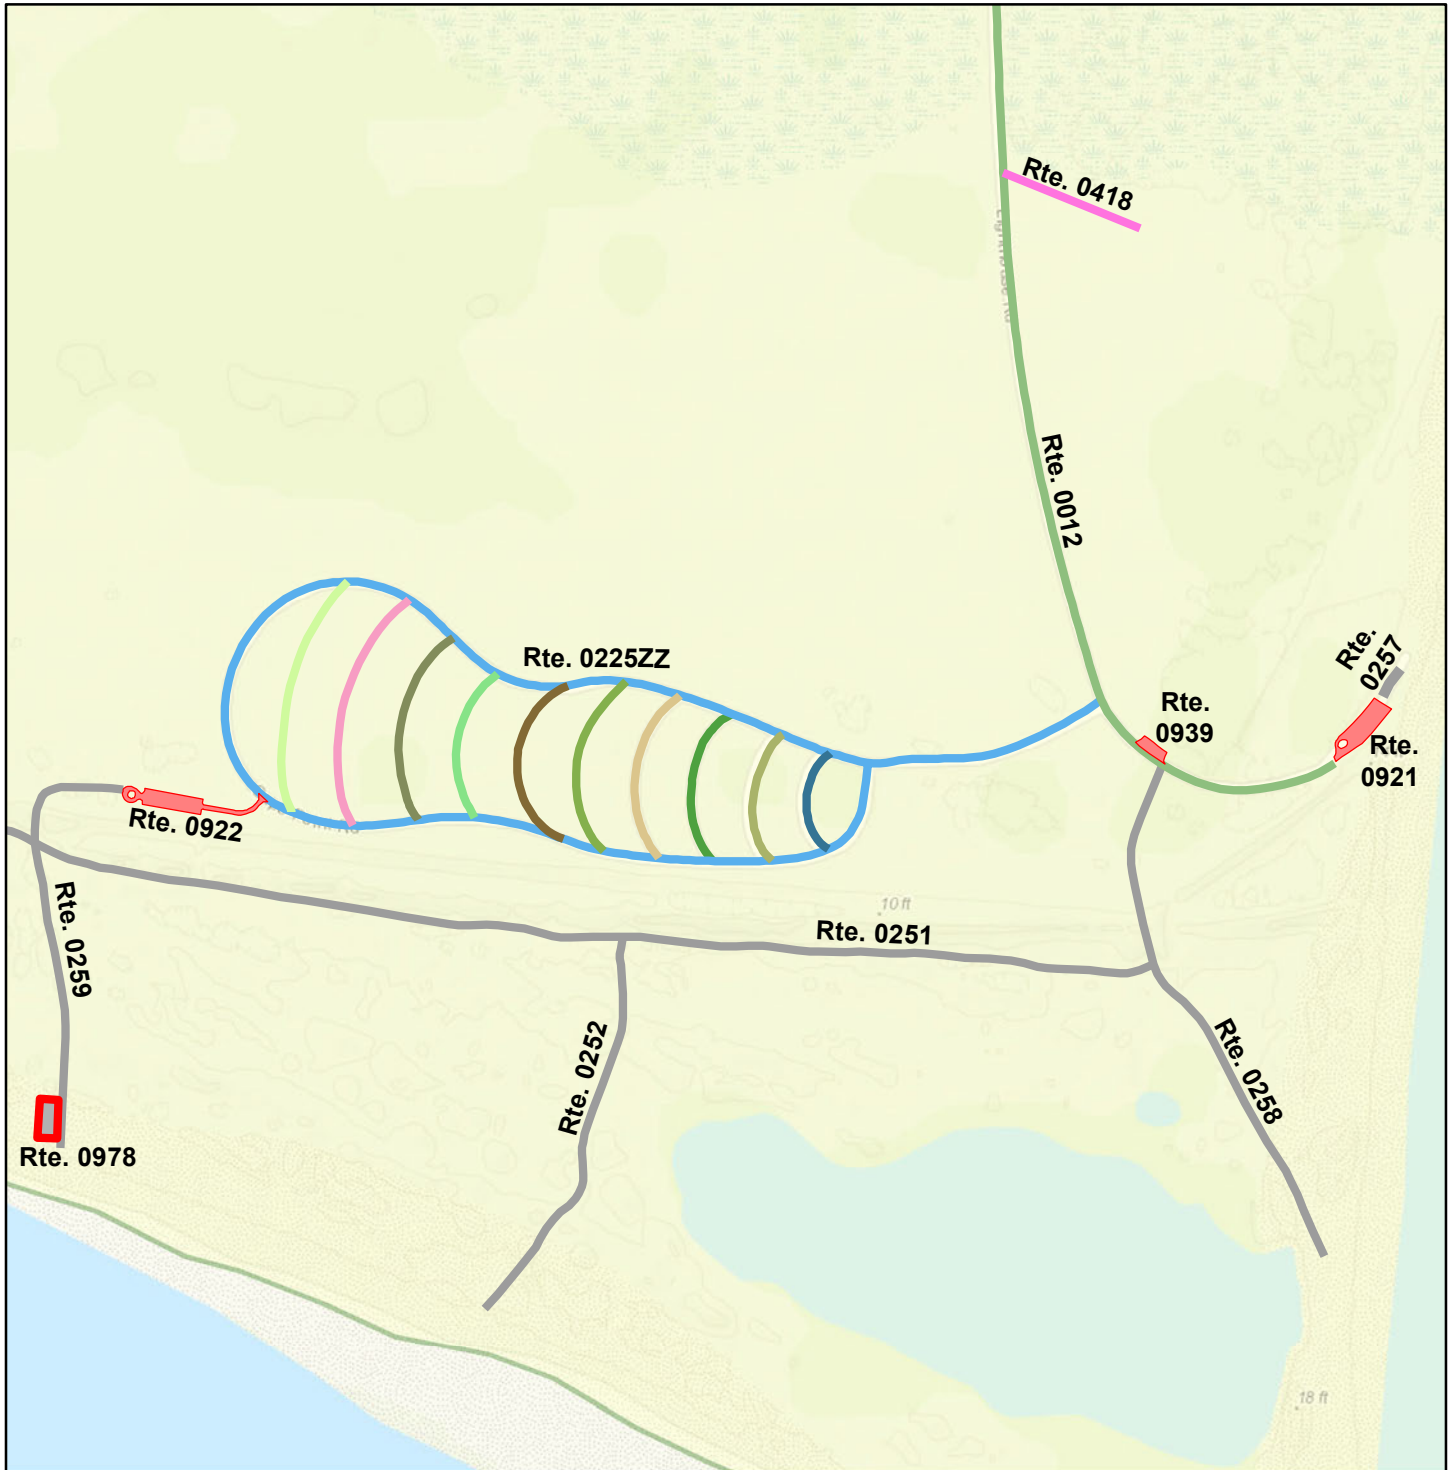 Rte. 0418
Rte. 0012
Rte. 0225ZZ
Rte.
0257
Rte.
0939
Rte.
0921
Rte. 0922
Rte. 0259
10 ft
Rte. 0251
Rte. 0252
Rte. 0258
Rte. 0978
18 ft